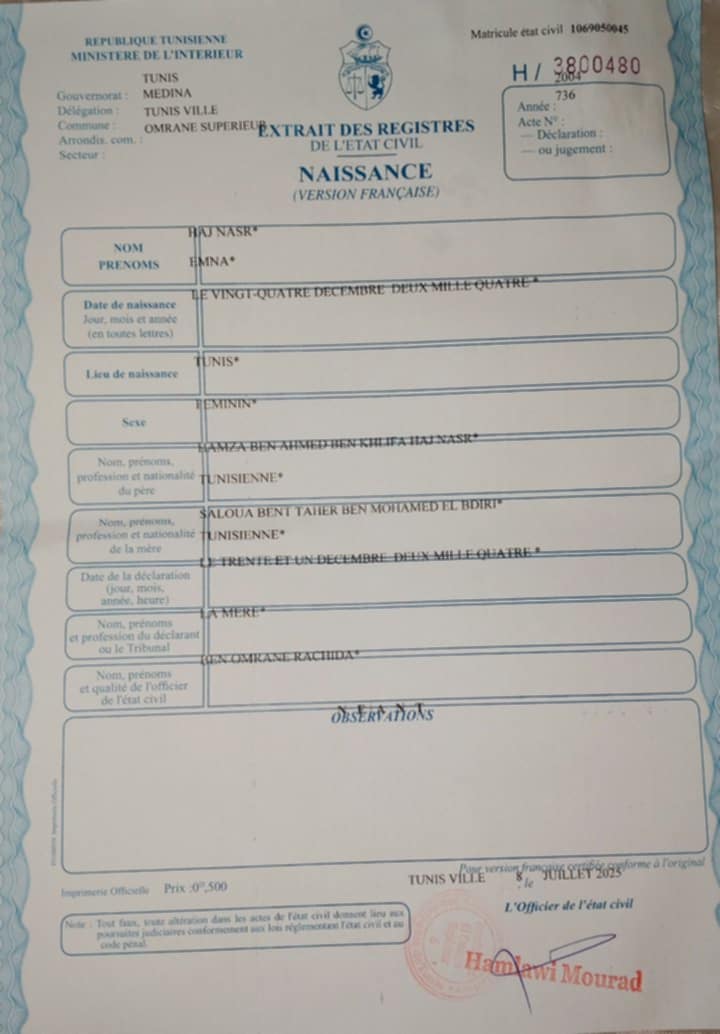 REPUBLIQUE TUNISIENNE
MINISTERE DE L'INTERIEUR
Matricule état civil 1069050045
H/ 3800480
2004
TUNIS
Gouvernorat : MEDINA
Délégation : TUNIS VILLE
Commune : OMRANE SUPERIEUR
Arrondis. com. :
Secteur :
736
Année :
Acte N° :
— Déclaration :
— ou jugement :
EXTRAIT DES REGISTRES
DE L'ETAT CIVIL
NAISSANCE
(VERSION FRANÇAISE)
HAJ NASR*
NOM
PRENOMS
EMNA*
LE VINGT-QUATRE DECEMBRE DEUX MILLE QUATRE *
Date de naissance
Jour, mois et année
(en toutes lettres)
TUNIS*
Lieu de naissance
FEMININ*
Sexe
HAMZA BEN AHMED BEN KHLIFA HAJ NASR*
Nom, prénoms,
profession et nationalité
du père
TUNISIENNE*
SALOUA BENT TAHER BEN MOHAMED EL BDIRI*
Nom, prénoms,
profession et nationalité
de la mère
TUNISIENNE*
LE TRENTE ET UN DECEMBRE DEUX MILLE QUATRE *
Date de la déclaration
(jour, mois,
année, heure)
LA MERE*
Nom, prénoms
et profession du déclarant
ou le Tribunal
BEN OMRANE RACHIDA*
Nom, prénoms
et qualité de l'officier
de l'état civil
N E A N T
OBSERVATIONS
Imprimerie Officielle Prix :0ᴰ,500
Pour version française certifiée conforme à l'original
TUNIS VILLE , le 8 JUILLET 2025
L'Officier de l'état civil
Note : Tout faux, toute altération dans les actes de l'état civil donnent lieu aux
poursuites judiciaires conformement aux lois réglementant l'état civil et au
code pénal.
Hamlawi Mourad